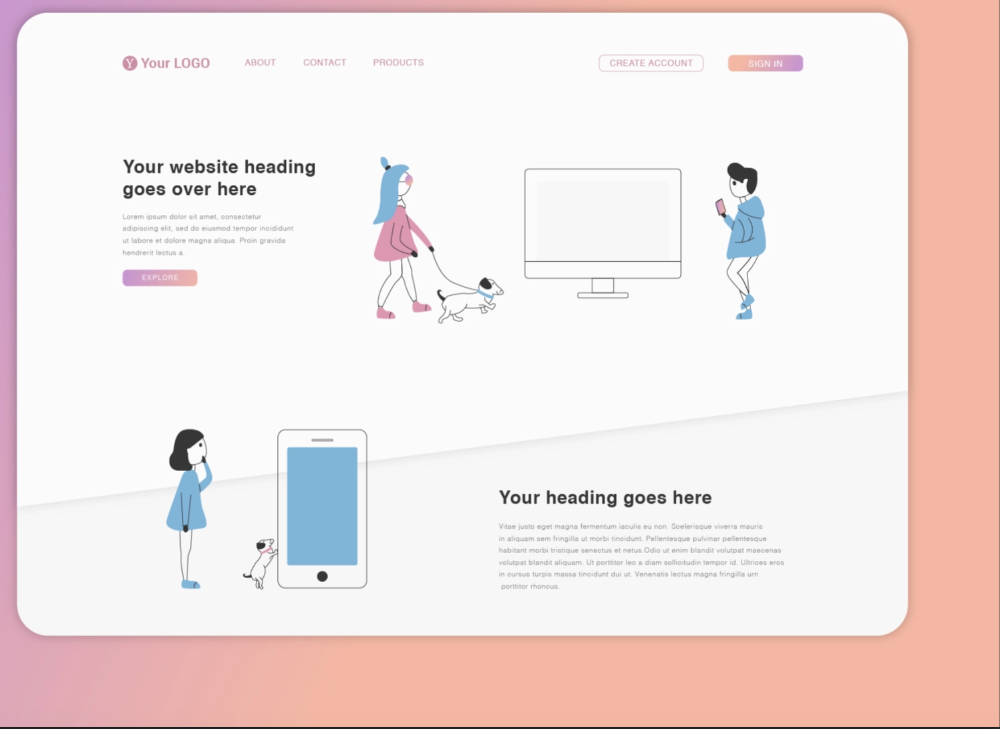 Y Your LOGO
ABOUT
CONTACT
PRODUCTS
CREATE ACCOUNT
SIGN IN
Your website heading
goes over here
Lorem ipsum dolor sit amet, consectetur
adipiscing elit, sed do eiusmod tempor incididunt
ut labore et dolore magna aliqua. Proin gravida
hendrerit lectus a.
EXPLORE
Your heading goes here
Vitae justo eget magna fermentum iaculis eu non. Scelerisque viverra mauris
in aliquam sem fringilla ut morbi tincidunt. Pellentesque pulvinar pellentesque
habitant morbi tristique senectus et netus.Odio ut enim blandit volutpat maecenas
volutpat blandit aliquam. Ut porttitor leo a diam sollicitudin tempor id. Ultrices eros
in cursus turpis massa tincidunt dui ut. Venenatis lectus magna fringilla urn
porttitor rhoncus.